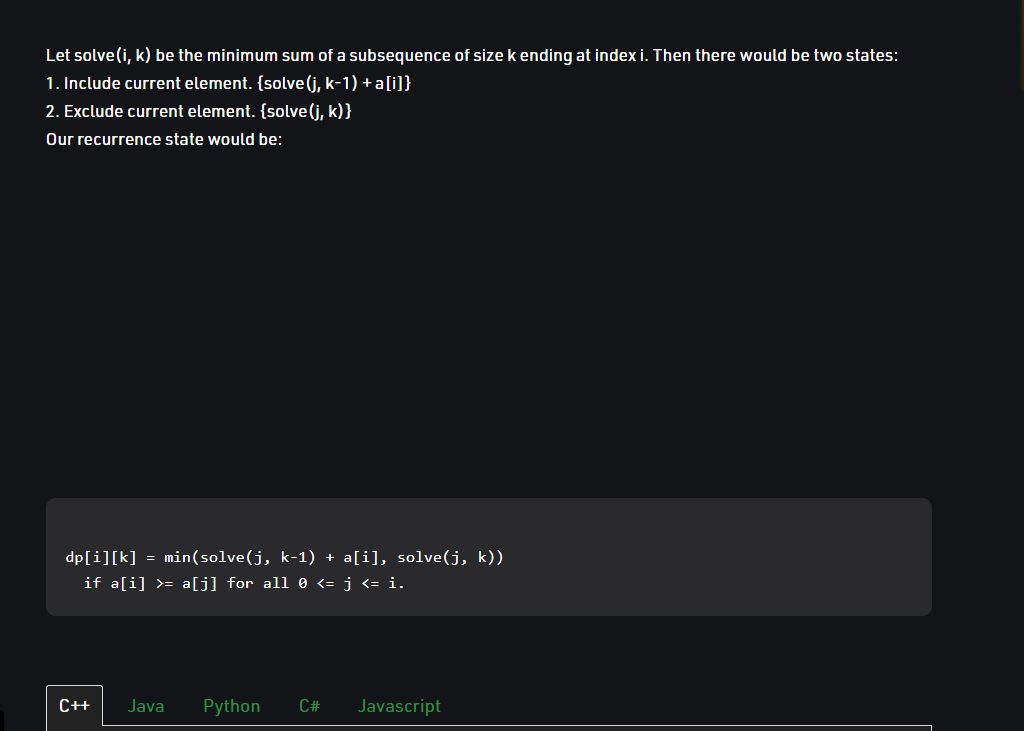 Let solve(i, k) be the minimum sum of a subsequence of size k ending at index i. Then there would be two states:
1. Include current element. {solve(j, k-1) + a[i]}
2. Exclude current element. {solve(j, k)}
Our recurrence state would be:
dp[i][k] = min(solve(j, k-1) + a[i], solve(j, k))
if a[i] >= a[j] for all 0 <= j <= i.
C++ Java Python C# Javascript